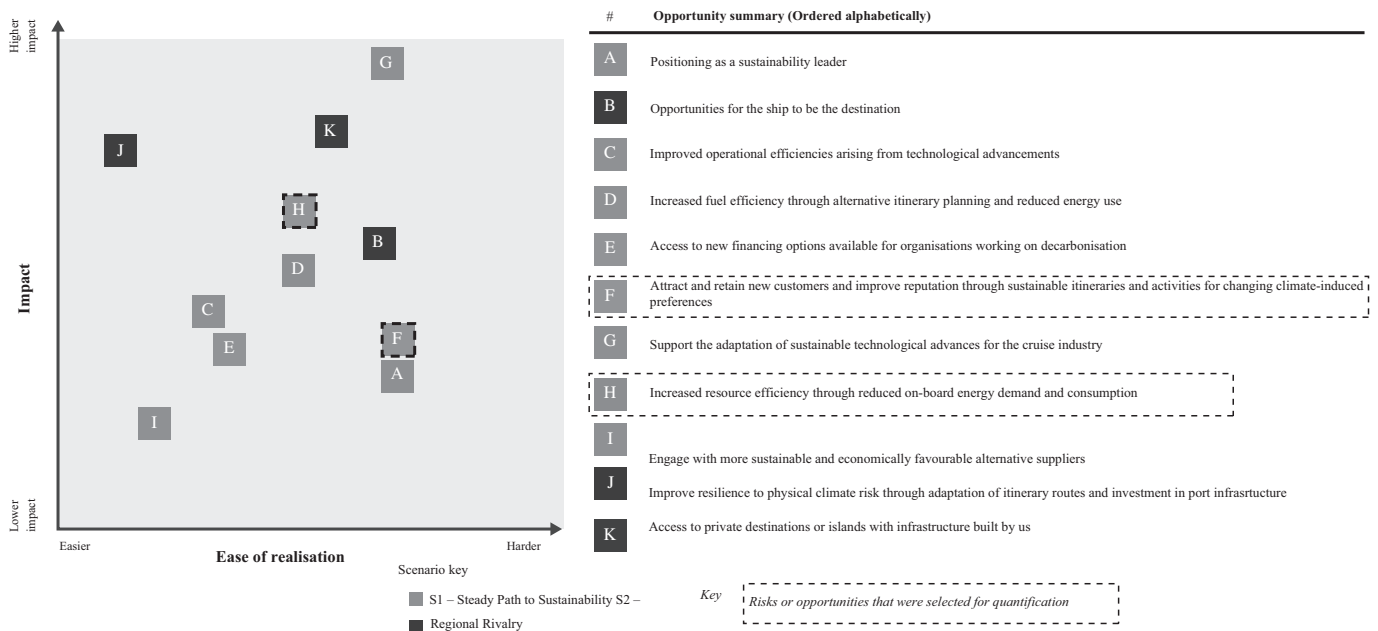 Higher
impact
Impact
Lower
impact
G
K
J
H
B
D
C
E
F
A
I
Easier
Harder
Ease of realisation
Scenario key
S1 – Steady Path to Sustainability S2 –
Regional Rivalry
# Opportunity summary (Ordered alphabetically)
A Positioning as a sustainability leader
B Opportunities for the ship to be the destination
C Improved operational efficiencies arising from technological advancements
D Increased fuel efficiency through alternative itinerary planning and reduced energy use
E Access to new financing options available for organisations working on decarbonisation
F Attract and retain new customers and improve reputation through sustainable itineraries and activities for changing climate-induced
preferences
G Support the adaptation of sustainable technological advances for the cruise industry
H Increased resource efficiency through reduced on-board energy demand and consumption
I Engage with more sustainable and economically favourable alternative suppliers
J Improve resilience to physical climate risk through adaptation of itinerary routes and investment in port infrasrtucture
K Access to private destinations or islands with infrastructure built by us
Key Risks or opportunities that were selected for quantification